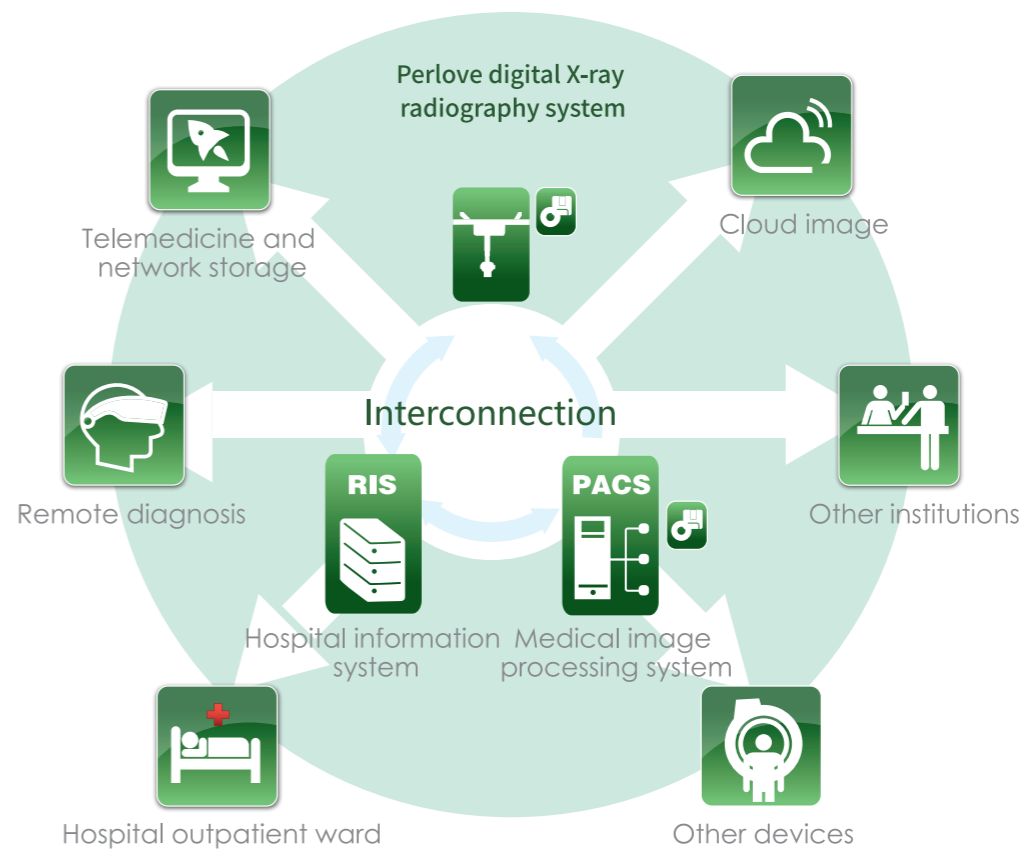 Perlove digital X-ray
radiography system
Cloud image
Telemedicine and
network storage
Interconnection
RIS
PACS
Remote diagnosis
Other institutions
Hospital information
system
Medical image
processing system
Hospital outpatient ward
Other devices